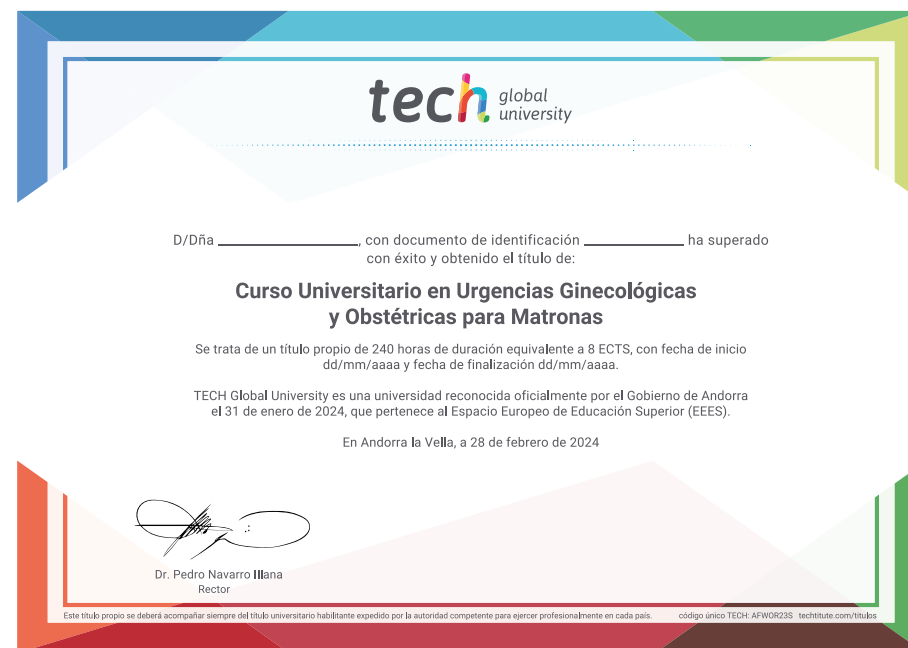 tech global university
D/Dña ____________________, con documento de identificación ______________ ha superado
con éxito y obtenido el título de:
Curso Universitario en Urgencias Ginecológicas
y Obstétricas para Matronas
Se trata de un título propio de 240 horas de duración equivalente a 8 ECTS, con fecha de inicio
dd/mm/aaaa y fecha de finalización dd/mm/aaaa.
TECH Global University es una universidad reconocida oficialmente por el Gobierno de Andorra
el 31 de enero de 2024, que pertenece al Espacio Europeo de Educación Superior (EEES).
En Andorra la Vella, a 28 de febrero de 2024
Dr. Pedro Navarro Illana
Rector
Este título propio se deberá acompañar siempre del título universitario habilitante expedido por la autoridad competente para ejercer profesionalmente en cada país. código único TECH: AFWOR23S techtitute.com/titulos